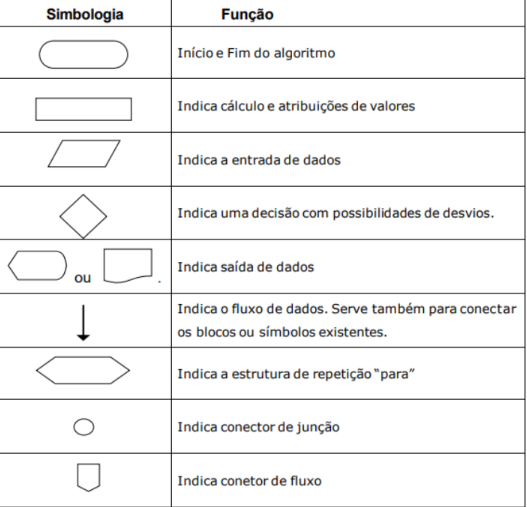 Simbologia Função
Início e Fim do algoritmo
Indica cálculo e atribuições de valores
Indica a entrada de dados
Indica uma decisão com possibilidades de desvios.
ou .
Indica saída de dados
Indica o fluxo de dados. Serve também para conectar
os blocos ou símbolos existentes.
Indica a estrutura de repetição “para”
Indica conector de junção
Indica conetor de fluxo